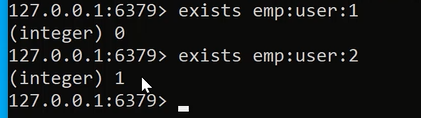 127.0.0.1:6379> exists emp:user:1
(integer) 0
127.0.0.1:6379> exists emp:user:2
(integer) 1
127.0.0.1:6379>